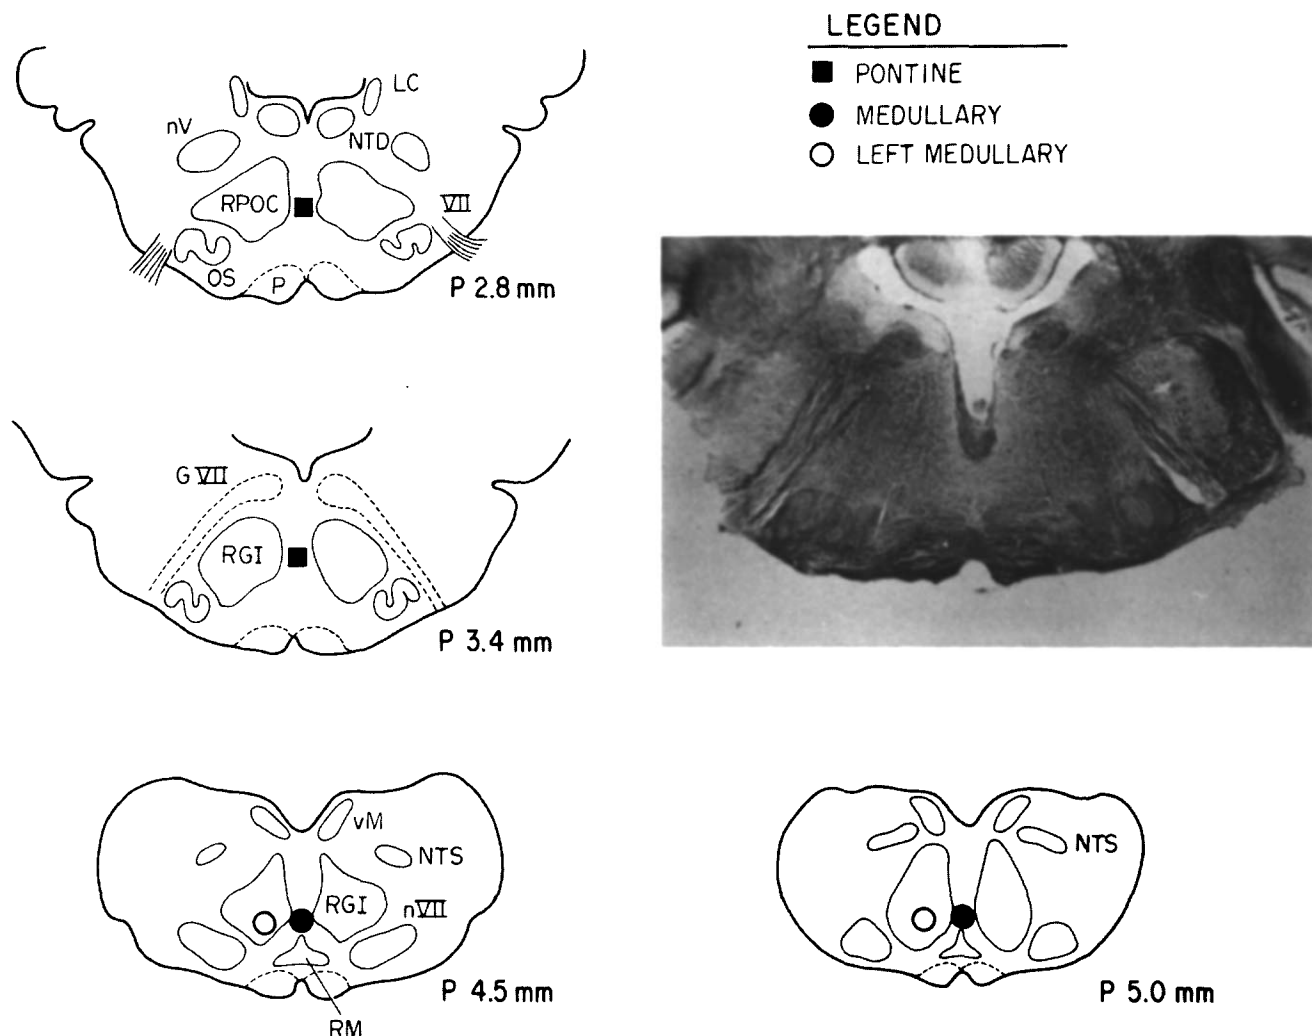 LEGEND
PONTINE
MEDULLARY
LEFT MEDULLARY
LC
nV
NTD
RPOC
VII
OS
P
P 2.8 mm
G VII
RGI
P 3.4 mm
vM
NTS
RGI
nVII
P 4.5 mm
RM
NTS
P 5.0 mm